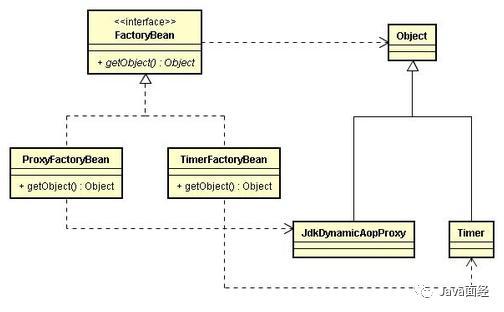 <<interface>>
FactoryBean
+ getObject() : Object
Object
ProxyFactoryBean
+ getObject() : Object
TimerFactoryBean
+ getObject() : Object
JdkDynamicAopProxy
Timer
Java面经